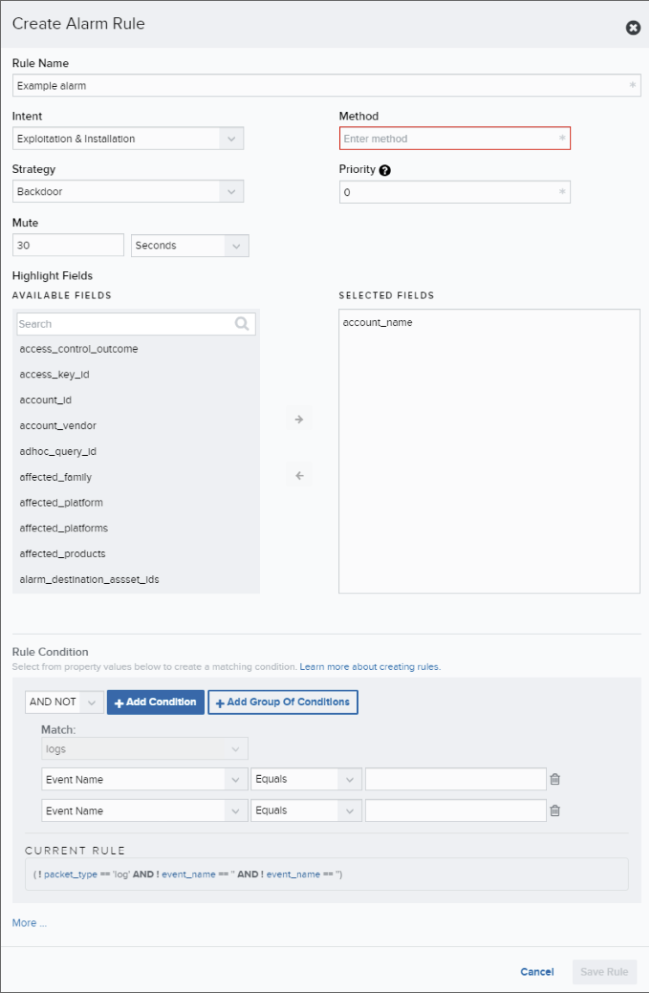 Create Alarm Rule
Rule Name
Example alarm *
Intent Method
Exploitation & Installation Enter method *
Strategy Priority ?
Backdoor 0 *
Mute
30 Seconds
Highlight Fields
AVAILABLE FIELDS SELECTED FIELDS
Search account_name
access_control_outcome
access_key_id
account_id
account_vendor
adhoc_query_id
affected_family
affected_platform
affected_platforms
affected_products
alarm_destination_assset_ids
Rule Condition
Select from property values below to create a matching condition. Learn more about creating rules.
AND NOT + Add Condition + Add Group Of Conditions
Match:
logs
Event Name Equals
Event Name Equals
CURRENT RULE
( ! packet_type == 'log' AND ! event_name == '' AND ! event_name == '')
More ...
Cancel Save Rule